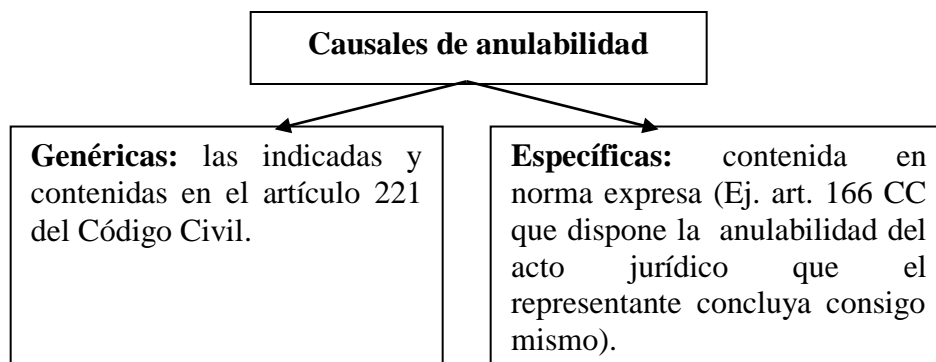 Causales de anulabilidad
Genéricas: las indicadas y
contenidas en el artículo 221
del Código Civil.
Específicas: contenida en
norma expresa (Ej. art. 166 CC
que dispone la anulabilidad del
acto jurídico que el
representante concluya consigo
mismo).